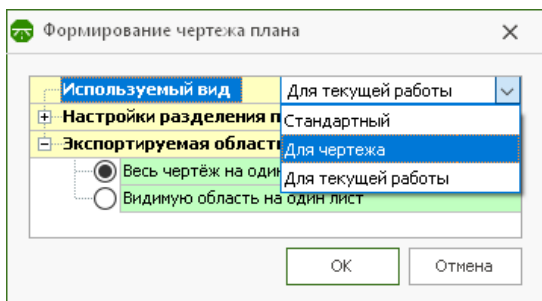 Формирование чертежа плана
Используемый вид Для текущей работы
Настройки разделения п
Стандартный
Экспортируемая област
Для чертежа
Весь чертёж на один
Для текущей работы
Видимую область на один лист
ОК Отмена